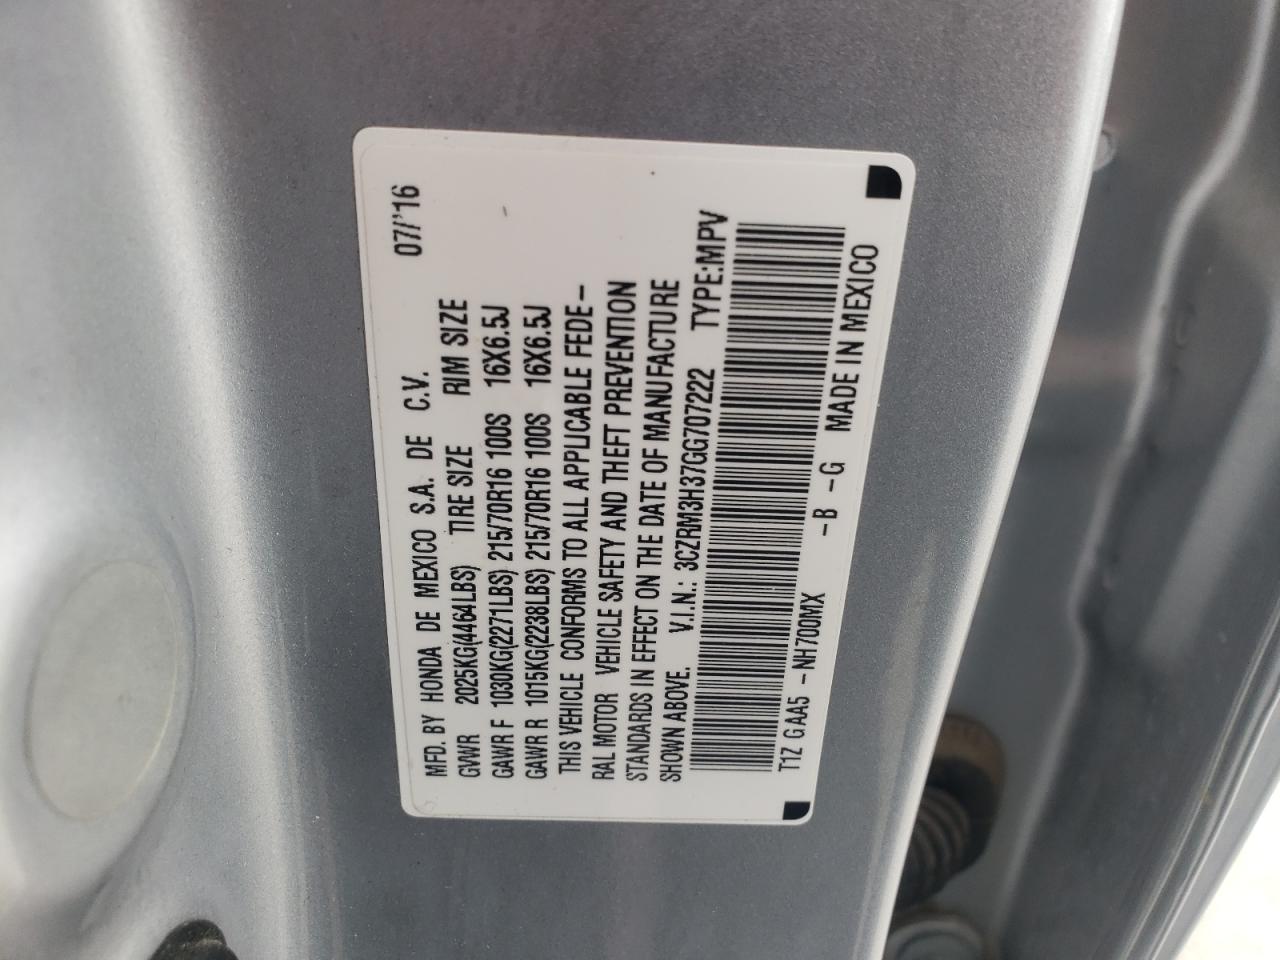 MFD. BY HONDA DE MEXICO S.A. DE C.V. 07/'16
GVWR 2025KG(4464LBS) TIRE SIZE RIM SIZE
GAWR F 1030KG(2271LBS) 215/70R16 100S 16X6.5J
GAWR R 1015KG(2238LBS) 215/70R16 100S 16X6.5J
THIS VEHICLE CONFORMS TO ALL APPLICABLE FEDE-
RAL MOTOR VEHICLE SAFETY AND THEFT PREVENTION
STANDARDS IN EFFECT ON THE DATE OF MANUFACTURE
SHOWN ABOVE. V.I.N.: 3CZRM3H37GG707222 TYPE:MPV
T1Z GAA5 -NH700MX -B -G MADE IN MEXICO